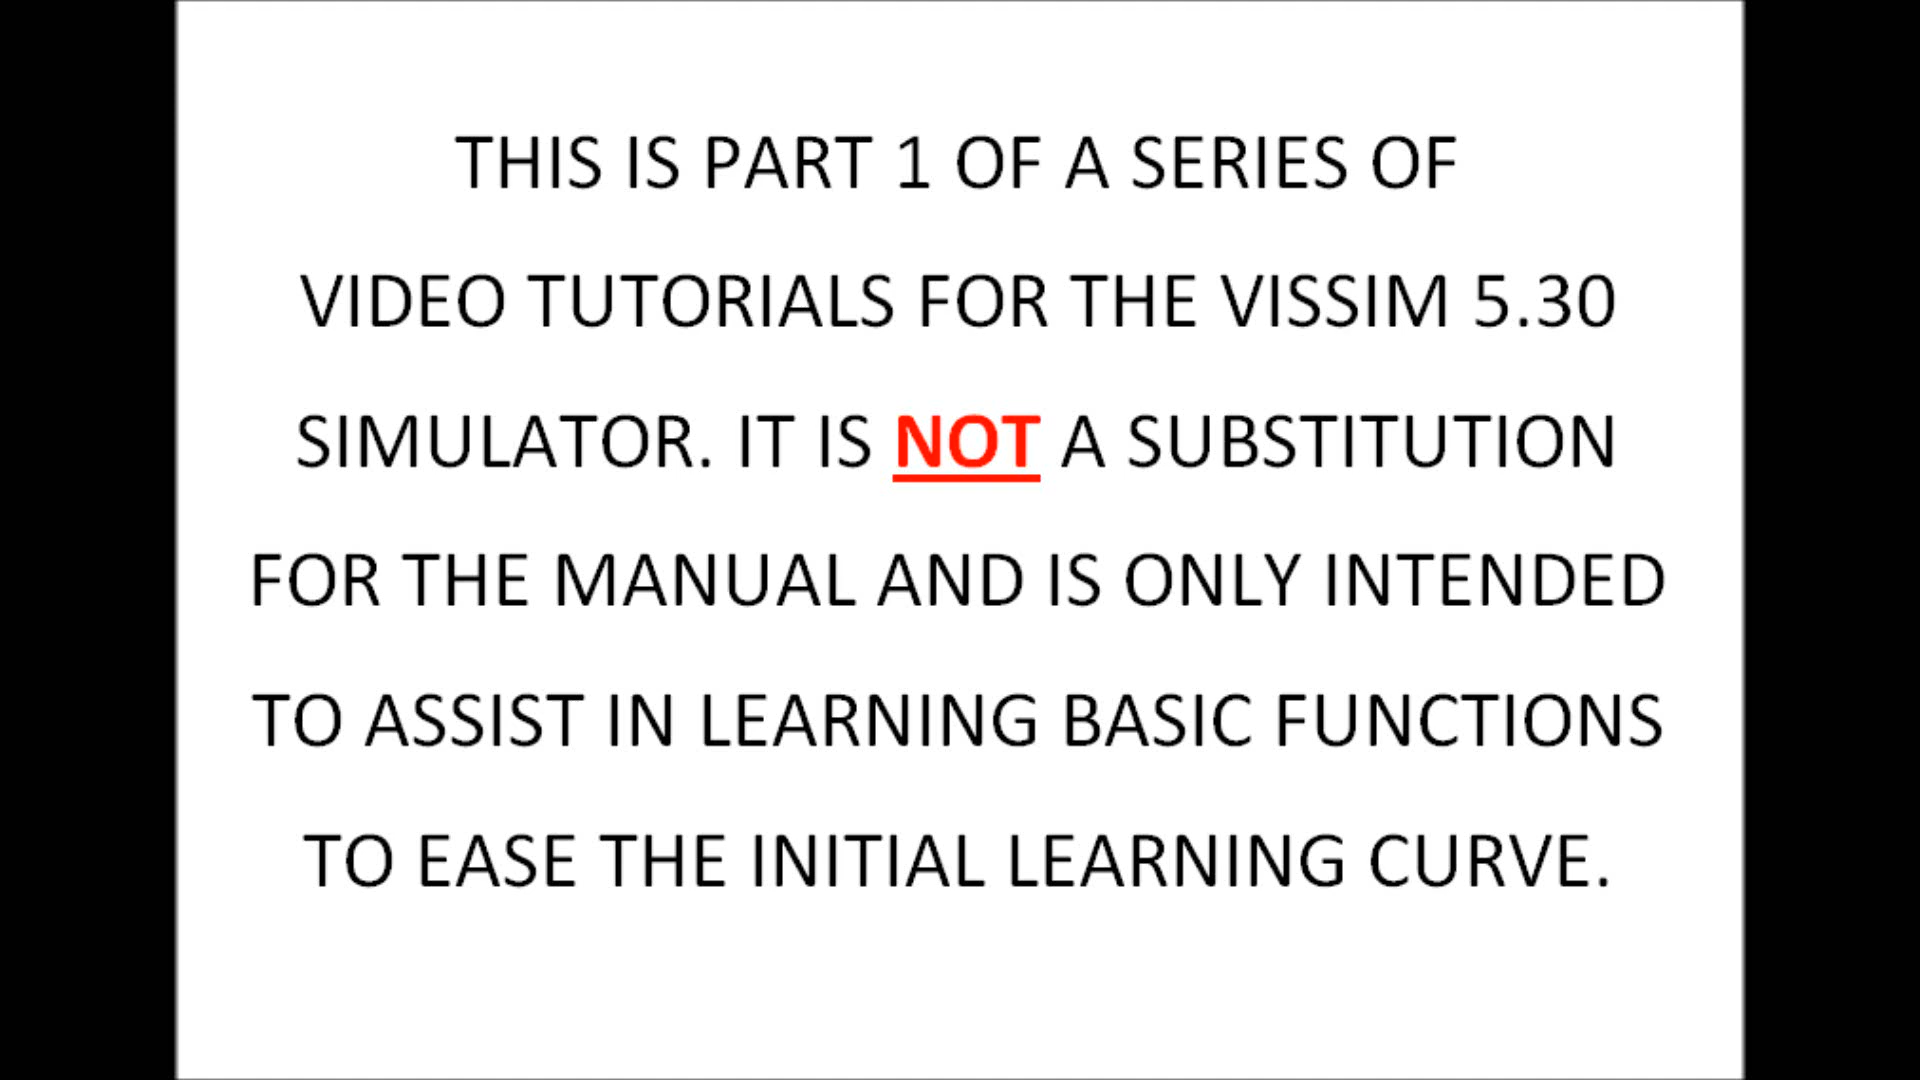 THIS IS PART 1 OF A SERIES OF
VIDEO TUTORIALS FOR THE VISSIM 5.30
SIMULATOR. IT IS NOT A SUBSTITUTION
FOR THE MANUAL AND IS ONLY INTENDED
TO ASSIST IN LEARNING BASIC FUNCTIONS
TO EASE THE INITIAL LEARNING CURVE.